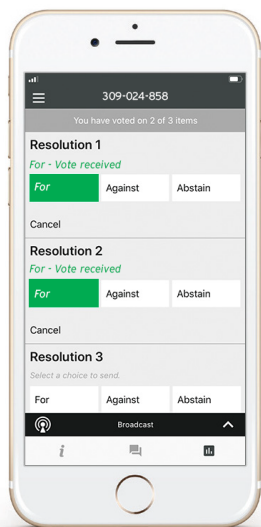 309-024-858
You have voted on 2 of 3 items
Resolution 1
For - Vote received
For Against Abstain
Cancel
Resolution 2
For - Vote received
For Against Abstain
Cancel
Resolution 3
Select a choice to send.
For Against Abstain
Broadcast
i